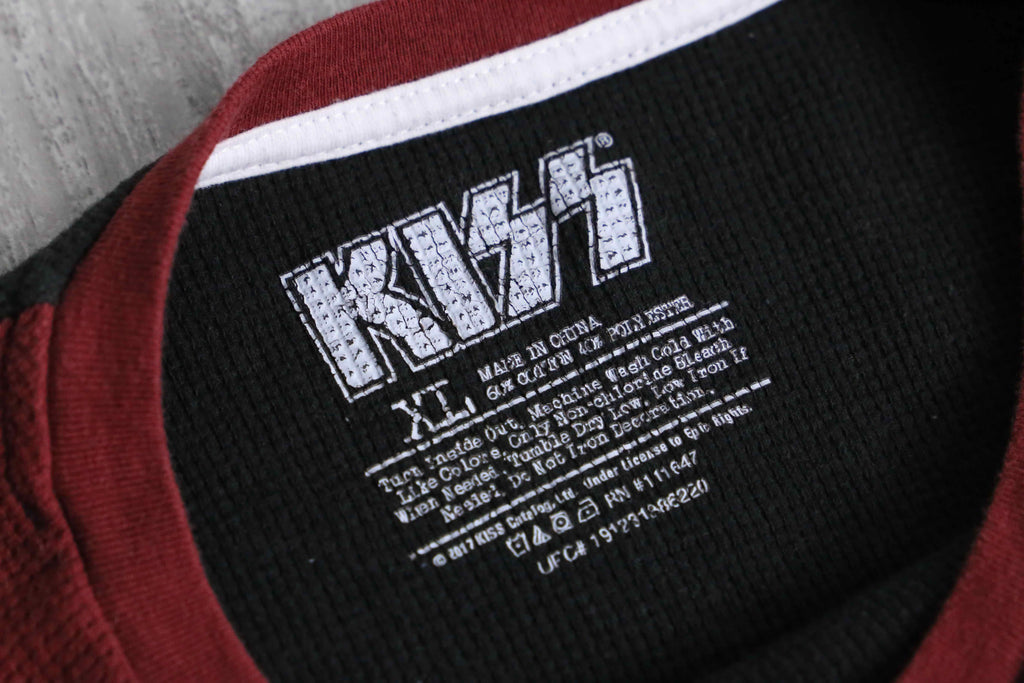 KISS®
XL
MADE IN CHINA
60% COTTON 40% POLYESTER
Turn Inside Out, Machine Wash Cold With
Like Colors, Only Non-chlorine Bleach
When Needed, Tumble Dry Low, Low Iron If
Needed, Do Not Iron Decoration.
© 2017 KISS Catalog, Ltd. Under License to Epic Rights.
RN #111647